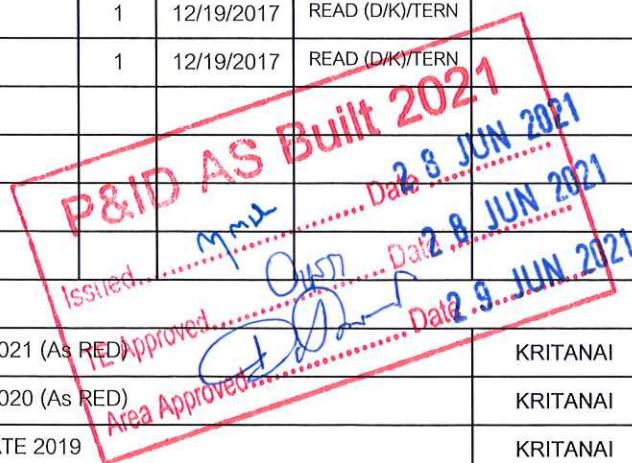 1 12/19/2017 READ (D/K)/TERN
1 12/19/2017 READ (D/K)/TERN
P&ID AS Built 2021
Issued.......... Date 28 JUN 2021
TE Approved.......... Date 28 JUN 2021
Area Approved.......... Date 29 JUN 2021
021 (As RED) KRITANAI
020 (As RED) KRITANAI
ATE 2019 KRITANAI